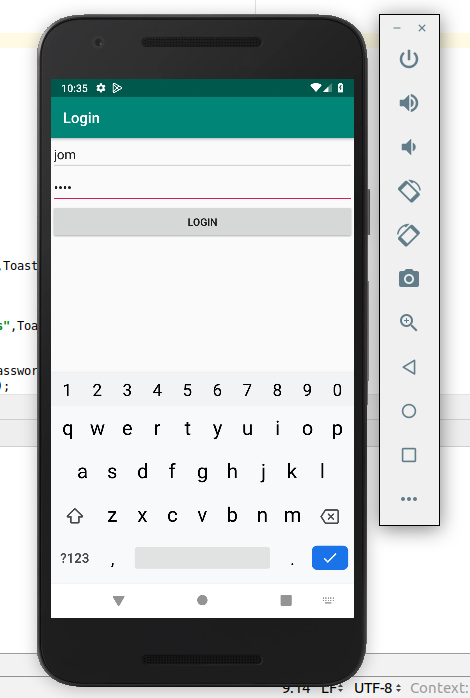 10:35
Login
jom
••••
LOGIN
,Toast
s",Toa
asswor
);
1 2 3 4 5 6 7 8 9 0
q w e r t y u i o p
a s d f g h j k l
z x c v b n m
?123 , .
9:14 LF UTF-8 Context: